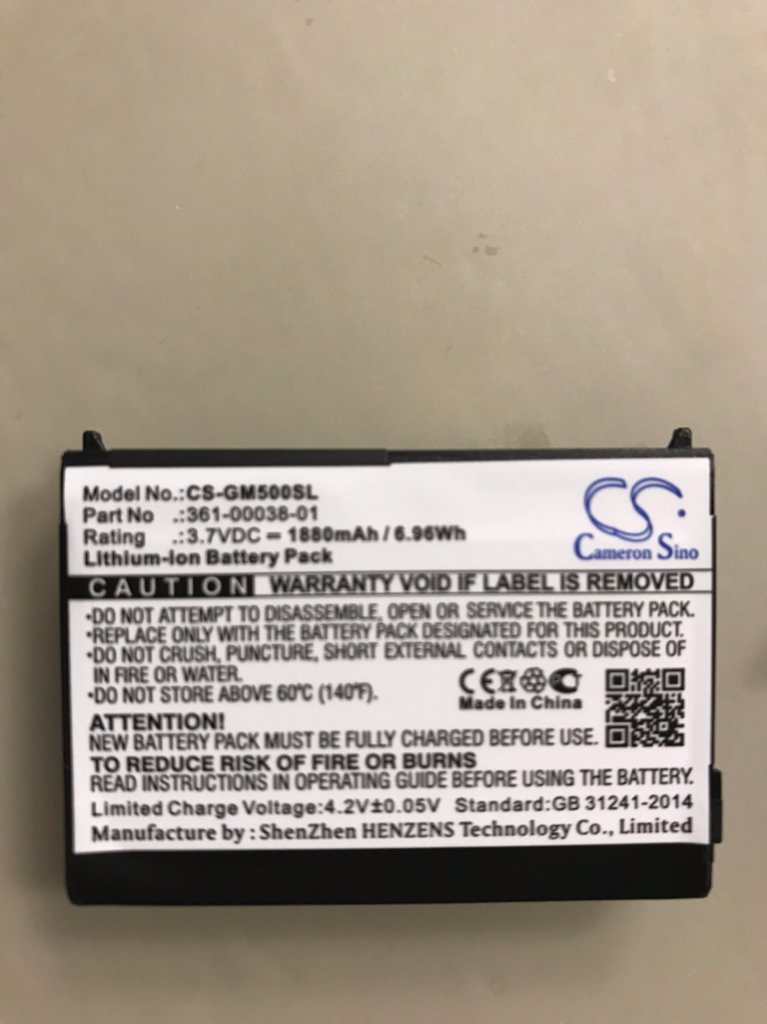 Model No.:CS-GM500SL
Part No .:361-00038-01
Rating .:3.7VDC ⎓ 1880mAh / 6.96Wh
Lithium-ion Battery Pack
CS
Cameron Sino
CAUTION WARRANTY VOID IF LABEL IS REMOVED
•DO NOT ATTEMPT TO DISASSEMBLE, OPEN OR SERVICE THE BATTERY PACK.
•REPLACE ONLY WITH THE BATTERY PACK DESIGNATED FOR THIS PRODUCT.
•DO NOT CRUSH, PUNCTURE, SHORT EXTERNAL CONTACTS OR DISPOSE OF
IN FIRE OR WATER.
•DO NOT STORE ABOVE 60°C (140°F).
CE
Made In China
ATTENTION!
NEW BATTERY PACK MUST BE FULLY CHARGED BEFORE USE.
TO REDUCE RISK OF FIRE OR BURNS
READ INSTRUCTIONS IN OPERATING GUIDE BEFORE USING THE BATTERY.
Limited Charge Voltage:4.2V±0.05V Standard:GB 31241-2014
Manufacture by : ShenZhen HENZENS Technology Co., Limited